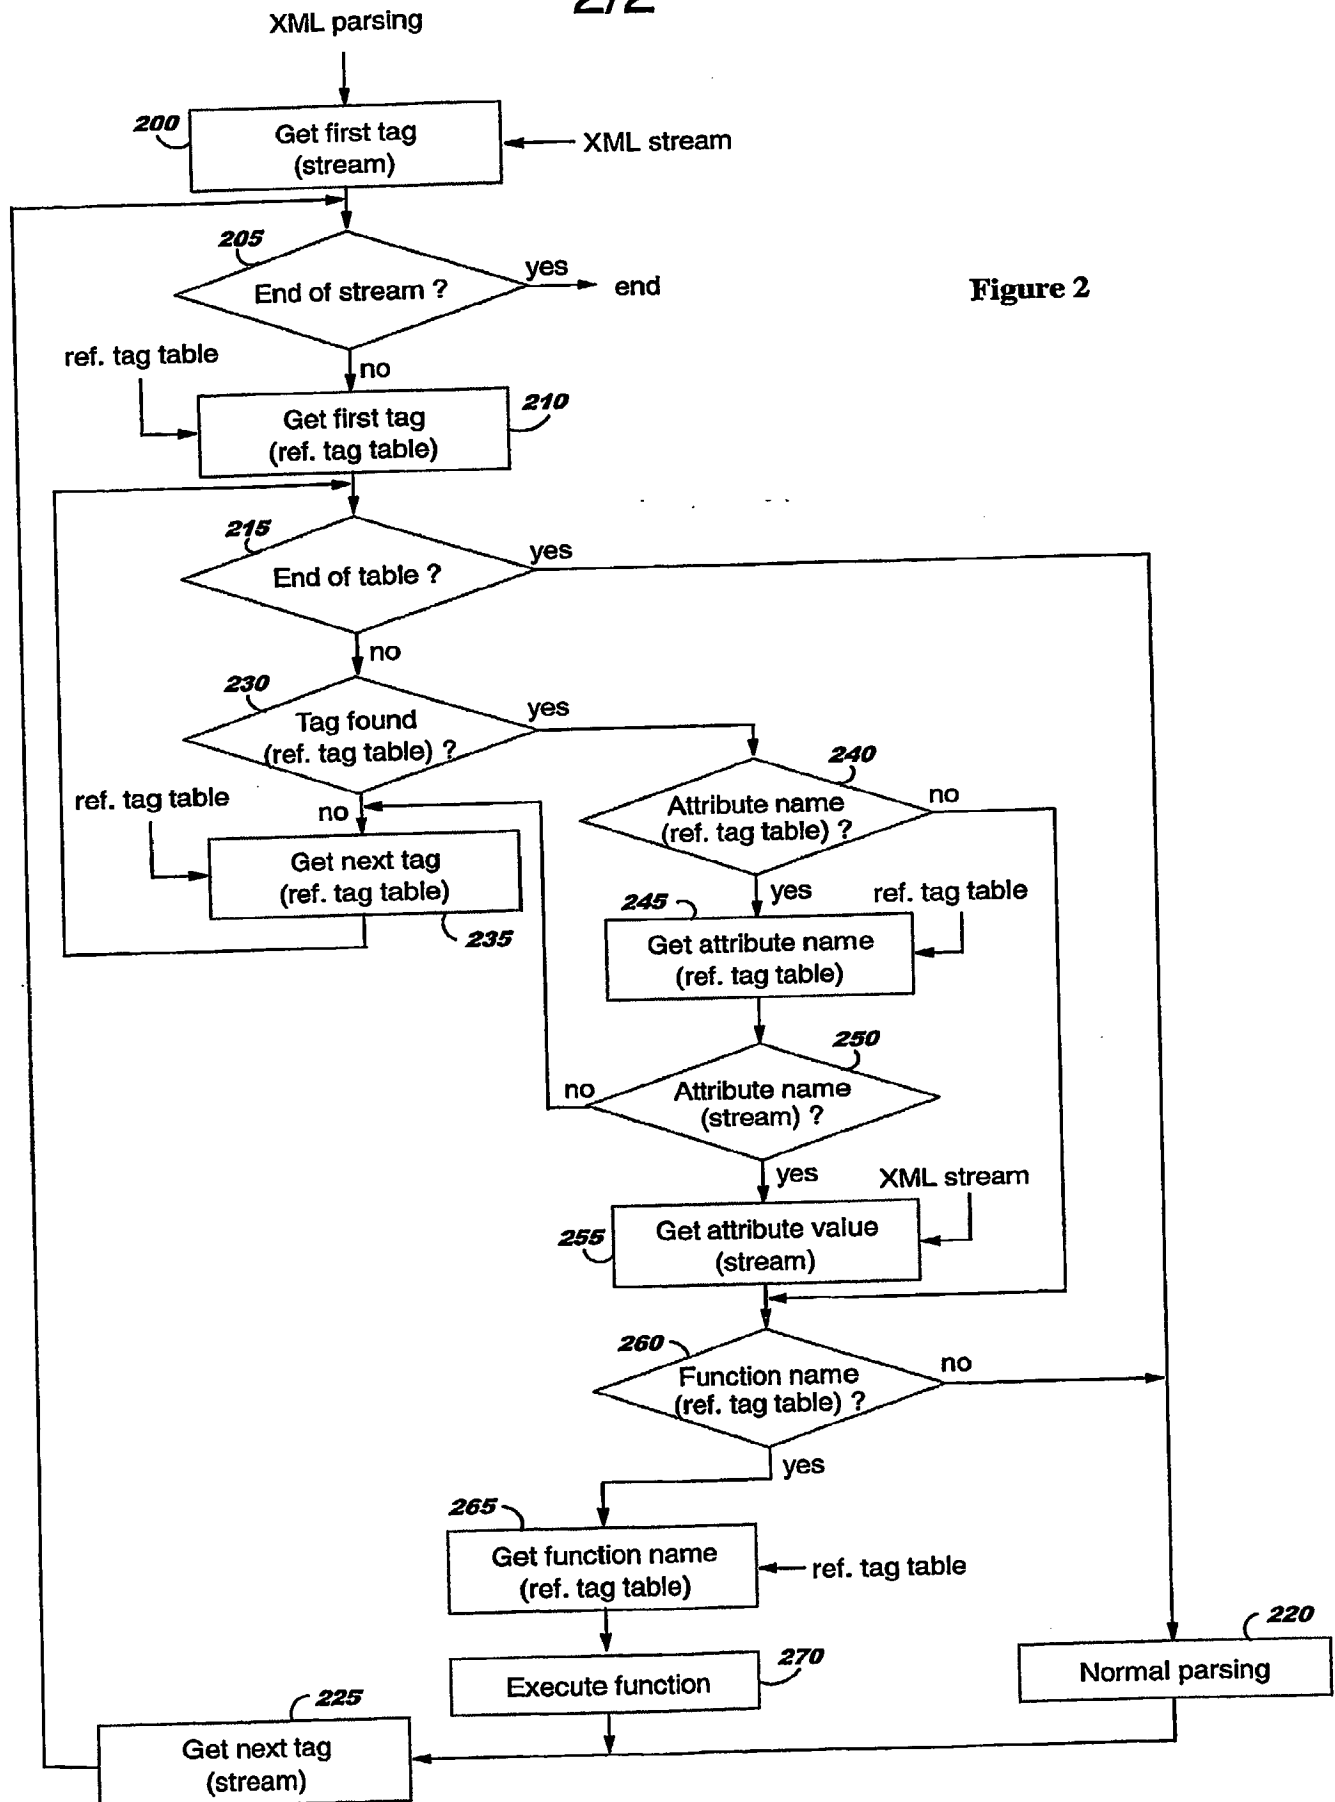 2/2
XML parsing
200
Get first tag
(stream)
XML stream
205
End of stream ?
yes
end
Figure 2
ref. tag table
no
Get first tag
(ref. tag table)
210
215
End of table ?
yes
no
230
Tag found
(ref. tag table) ?
yes
240
Attribute name
(ref. tag table) ?
no
ref. tag table
no
Get next tag
(ref. tag table)
235
yes
ref. tag table
245
Get attribute name
(ref. tag table)
250
no
Attribute name
(stream) ?
yes
XML stream
255
Get attribute value
(stream)
260
Function name
(ref. tag table) ?
no
yes
265
Get function name
(ref. tag table)
ref. tag table
220
Normal parsing
270
Execute function
225
Get next tag
(stream)